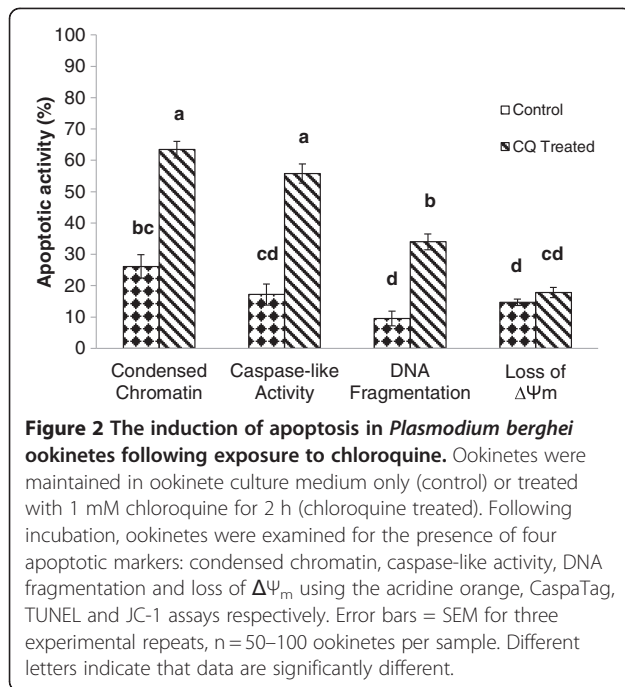 100
90
80
70
60
50
40
30
20
10
0
Apoptotic activity (%)
a
a
b
bc
cd
d
d
cd
Control
CQ Treated
Condensed Chromatin
Caspase-like Activity
DNA Fragmentation
Loss of ΔΨm
Figure 2 The induction of apoptosis in Plasmodium berghei
ookinetes following exposure to chloroquine. Ookinetes were
maintained in ookinete culture medium only (control) or treated
with 1 mM chloroquine for 2 h (chloroquine treated). Following
incubation, ookinetes were examined for the presence of four
apoptotic markers: condensed chromatin, caspase-like activity, DNA
fragmentation and loss of ΔΨm using the acridine orange, CaspaTag,
TUNEL and JC-1 assays respectively. Error bars = SEM for three
experimental repeats, n = 50–100 ookinetes per sample. Different
letters indicate that data are significantly different.